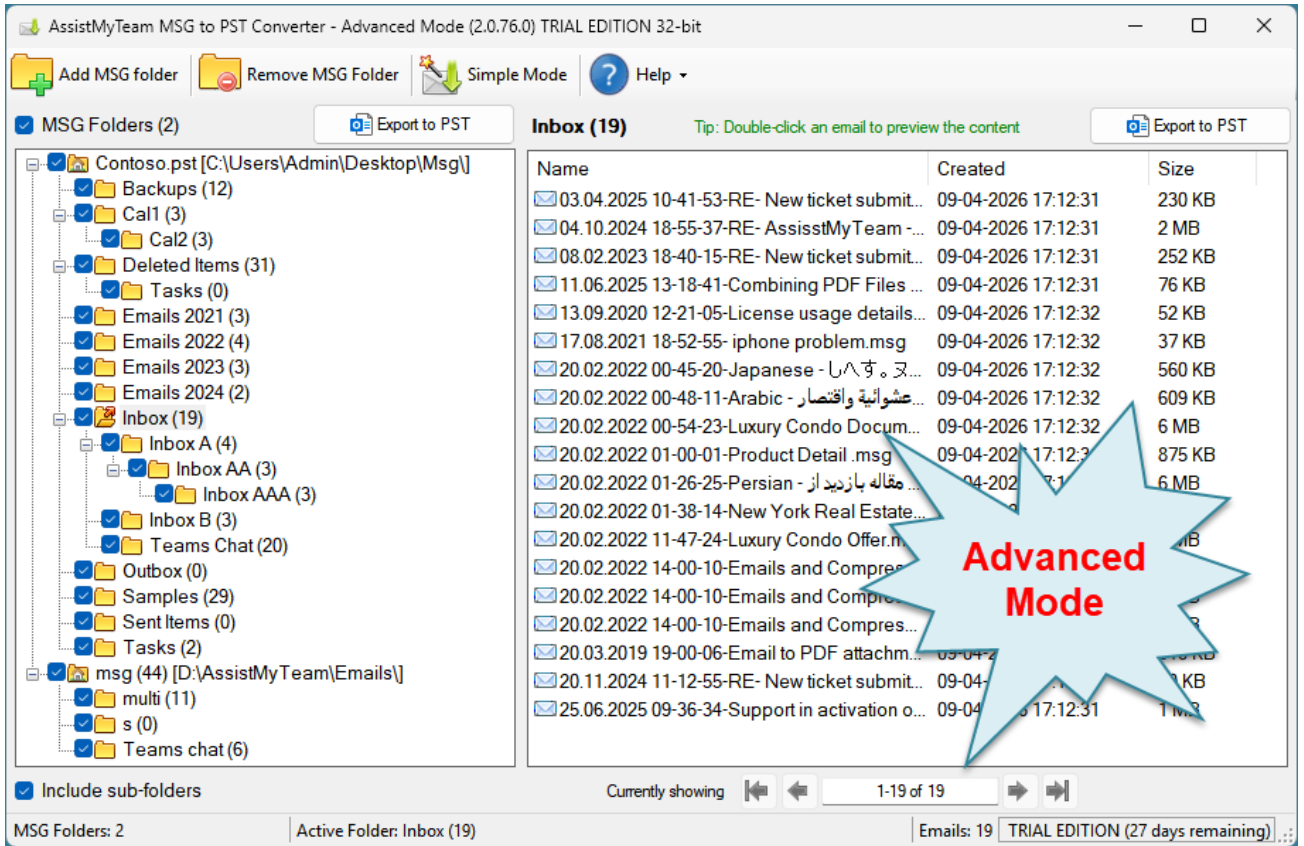 AssistMyTeam MSG to PST Converter - Advanced Mode (2.0.76.0) TRIAL EDITION 32-bit
Add MSG folder
Remove MSG Folder
Simple Mode
Help
MSG Folders (2)
Export to PST
Contoso.pst [C:\Users\Admin\Desktop\Msg\]
Backups (12)
Cal1 (3)
Cal2 (3)
Deleted Items (31)
Tasks (0)
Emails 2021 (3)
Emails 2022 (4)
Emails 2023 (3)
Emails 2024 (2)
Inbox (19)
Inbox A (4)
Inbox AA (3)
Inbox AAA (3)
Inbox B (3)
Teams Chat (20)
Outbox (0)
Samples (29)
Sent Items (0)
Tasks (2)
msg (44) [D:\AssistMyTeam\Emails\]
multi (11)
s (0)
Teams chat (6)
Include sub-folders
Inbox (19)
Tip: Double-click an email to preview the content
Export to PST
Name Created Size
03.04.2025 10-41-53-RE- New ticket submit... 09-04-2026 17:12:31 230 KB
04.10.2024 18-55-37-RE- AssisstMyTeam -... 09-04-2026 17:12:31 2 MB
08.02.2023 18-40-15-RE- New ticket submit... 09-04-2026 17:12:31 252 KB
11.06.2025 13-18-41-Combining PDF Files ... 09-04-2026 17:12:31 76 KB
13.09.2020 12-21-05-License usage details... 09-04-2026 17:12:32 52 KB
17.08.2021 18-52-55- iphone problem.msg 09-04-2026 17:12:32 37 KB
20.02.2022 00-45-20-Japanese - しへす。ヌ... 09-04-2026 17:12:32 560 KB
20.02.2022 00-48-11-Arabic - عشوائية واقتصار... 09-04-2026 17:12:32 609 KB
20.02.2022 00-54-23-Luxury Condo Docum... 09-04-2026 17:12:32 6 MB
20.02.2022 01-00-01-Product Detail .msg 875 KB
20.02.2022 01-26-25-Persian - مقاله بازدید از... 6 MB
20.02.2022 01-38-14-New York Real Estate...
20.02.2022 11-47-24-Luxury Condo
20.02.2022 14-00-10-Emails and
20.02.2022 14-00-10-Emails and
20.02.2022 14-00-10-Emails and Compres...
20.03.2019 19-00-06-Email to PDF attachm...
20.11.2024 11-12-55-RE- New ticket submit...
25.06.2025 09-36-34-Support in activation o... 17:12:31 1 MB
Advanced
Mode
Currently showing 1-19 of 19
MSG Folders: 2 Active Folder: Inbox (19) Emails: 19 TRIAL EDITION (27 days remaining)